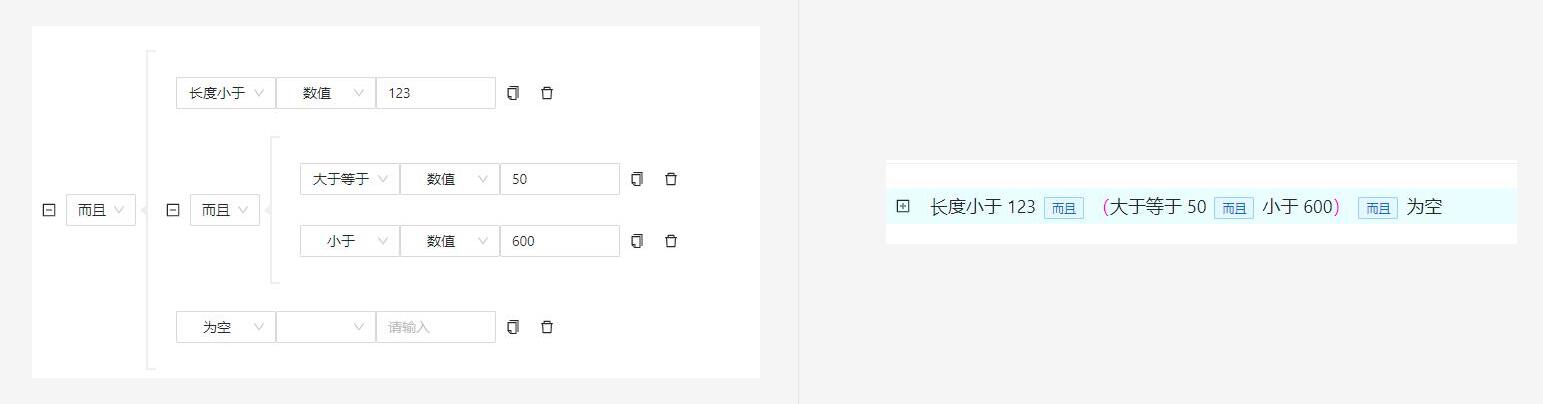 长度小于 数值 123
大于等于 数值 50
而且 而且
小于 数值 600
为空 请输入
长度小于 123 而且 （大于等于 50 而且 小于 600） 而且 为空